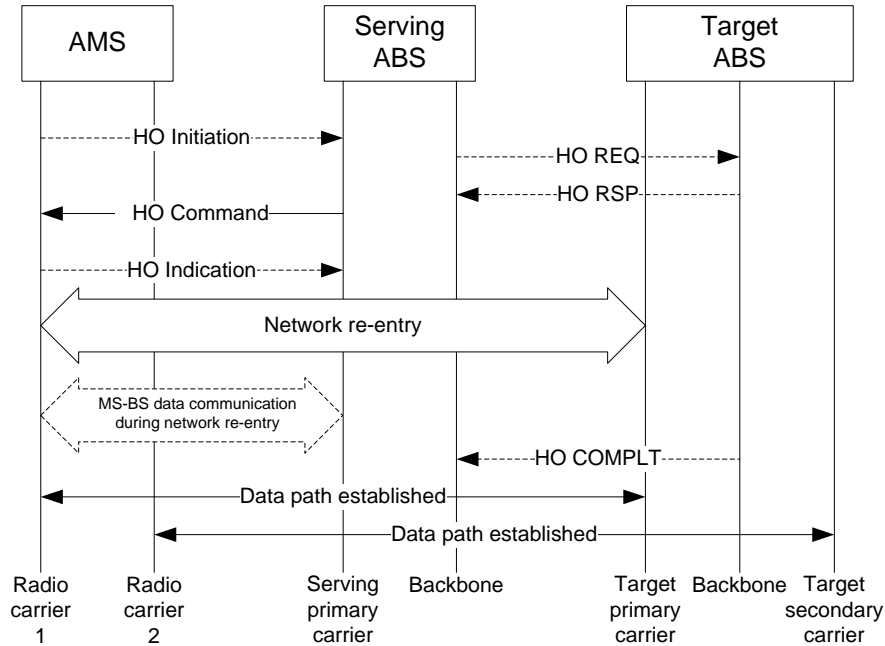 AMS
Serving
ABS
Target
ABS
HO Initiation
HO REQ
HO RSP
HO Command
HO Indication
Network re-entry
MS-BS data communication
during network re-entry
HO COMPLT
Data path established
Data path established
Radio
carrier
1
Radio
carrier
2
Serving
primary
carrier
Backbone
Target
primary
carrier
Backbone
Target
secondary
carrier